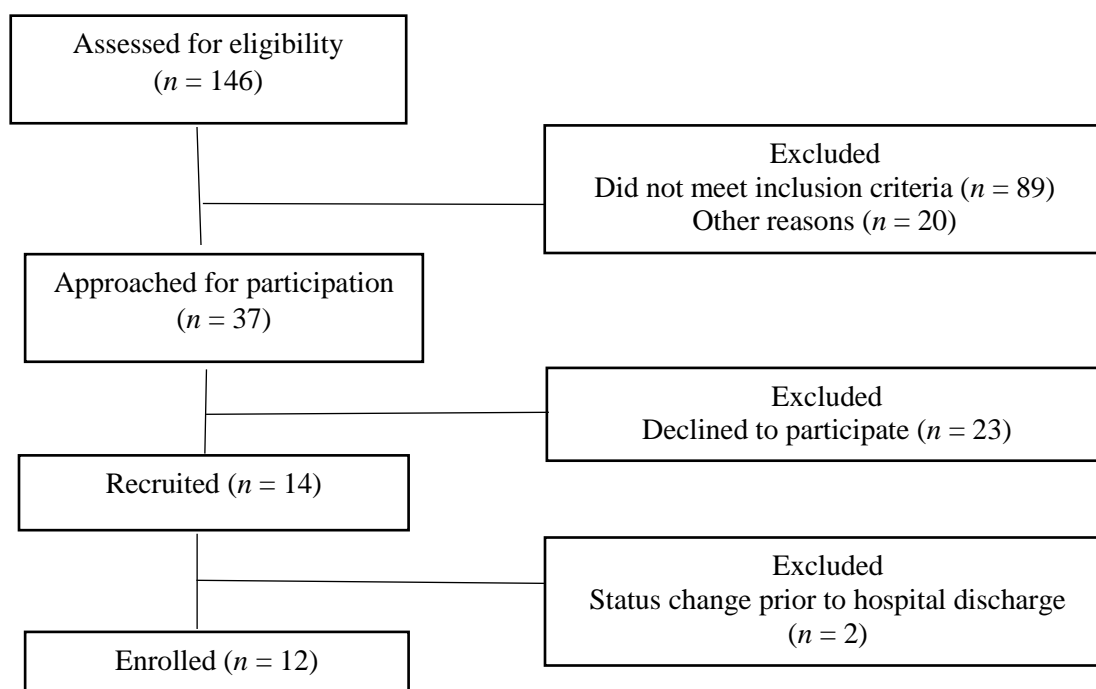 Assessed for eligibility
(n = 146)
Excluded
Did not meet inclusion criteria (n = 89)
Other reasons (n = 20)
Approached for participation
(n = 37)
Excluded
Declined to participate (n = 23)
Recruited (n = 14)
Excluded
Status change prior to hospital discharge
(n = 2)
Enrolled (n = 12)